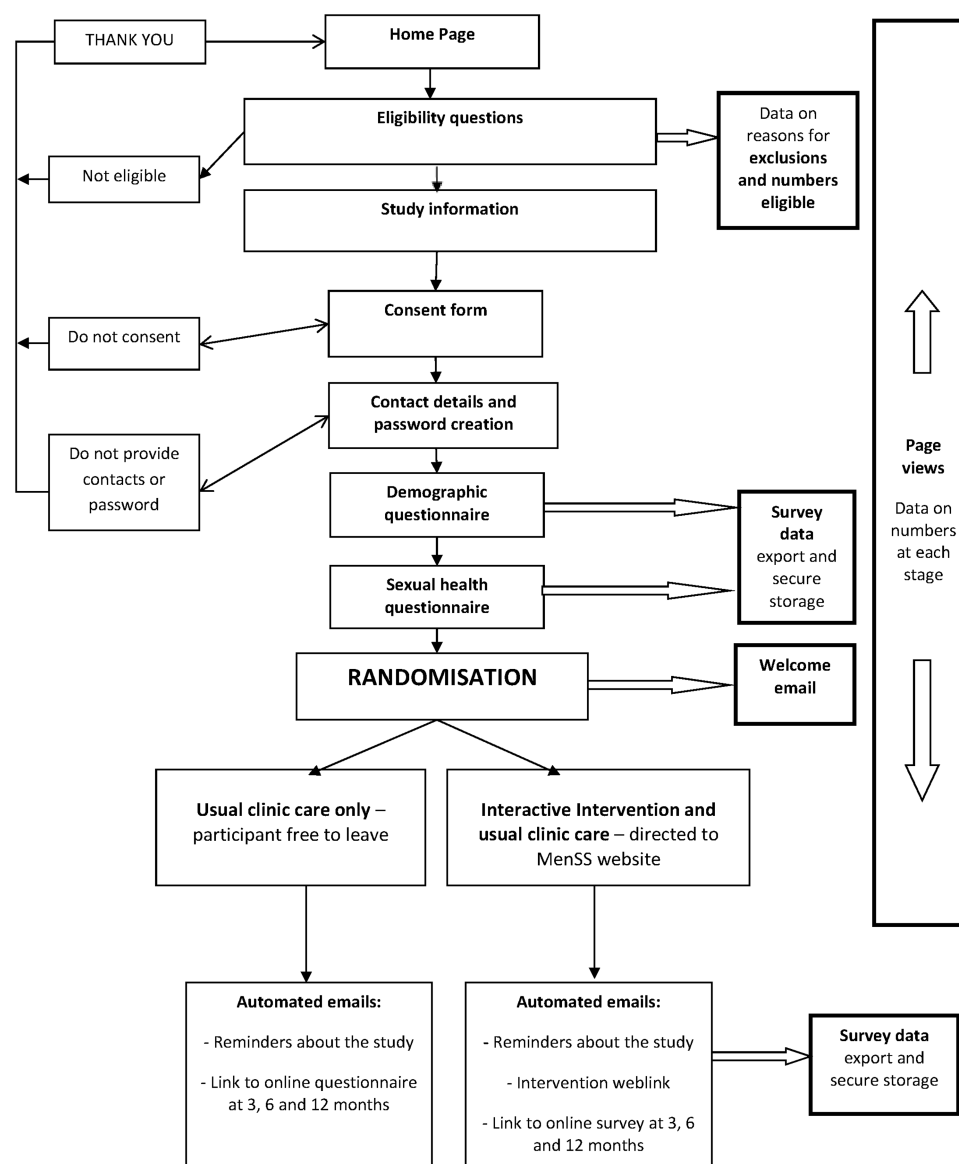 THANK YOU
Home Page
Eligibility questions
Data on
reasons for
exclusions
and numbers
eligible
Not eligible
Study information
Consent form
Do not consent
Contact details and
password creation
Do not provide
contacts or
password
Demographic
questionnaire
Survey
data
export and
secure
storage
Sexual health
questionnaire
Page
views
Data on
numbers
at each
stage
RANDOMISATION
Welcome
email
Usual clinic care only –
participant free to leave
Interactive Intervention and
usual clinic care – directed to
MenSS website
Automated emails:
- Reminders about the study
- Link to online questionnaire
at 3, 6 and 12 months
Automated emails:
- Reminders about the study
- Intervention weblink
- Link to online survey at 3, 6
and 12 months
Survey data
export and
secure storage